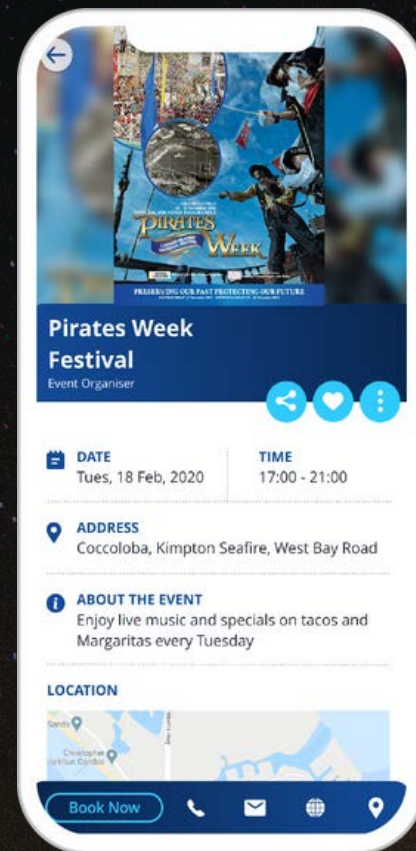 PIRATES
WEEK
PRESERVING OUR PAST PROTECTING OUR FUTURE
Pirates Week
Festival
Event Organiser
DATE
Tues, 18 Feb, 2020
TIME
17:00 - 21:00
ADDRESS
Coccoloba, Kimpton Seafire, West Bay Road
ABOUT THE EVENT
Enjoy live music and specials on tacos and
Margaritas every Tuesday
LOCATION
Christopher
Book Now